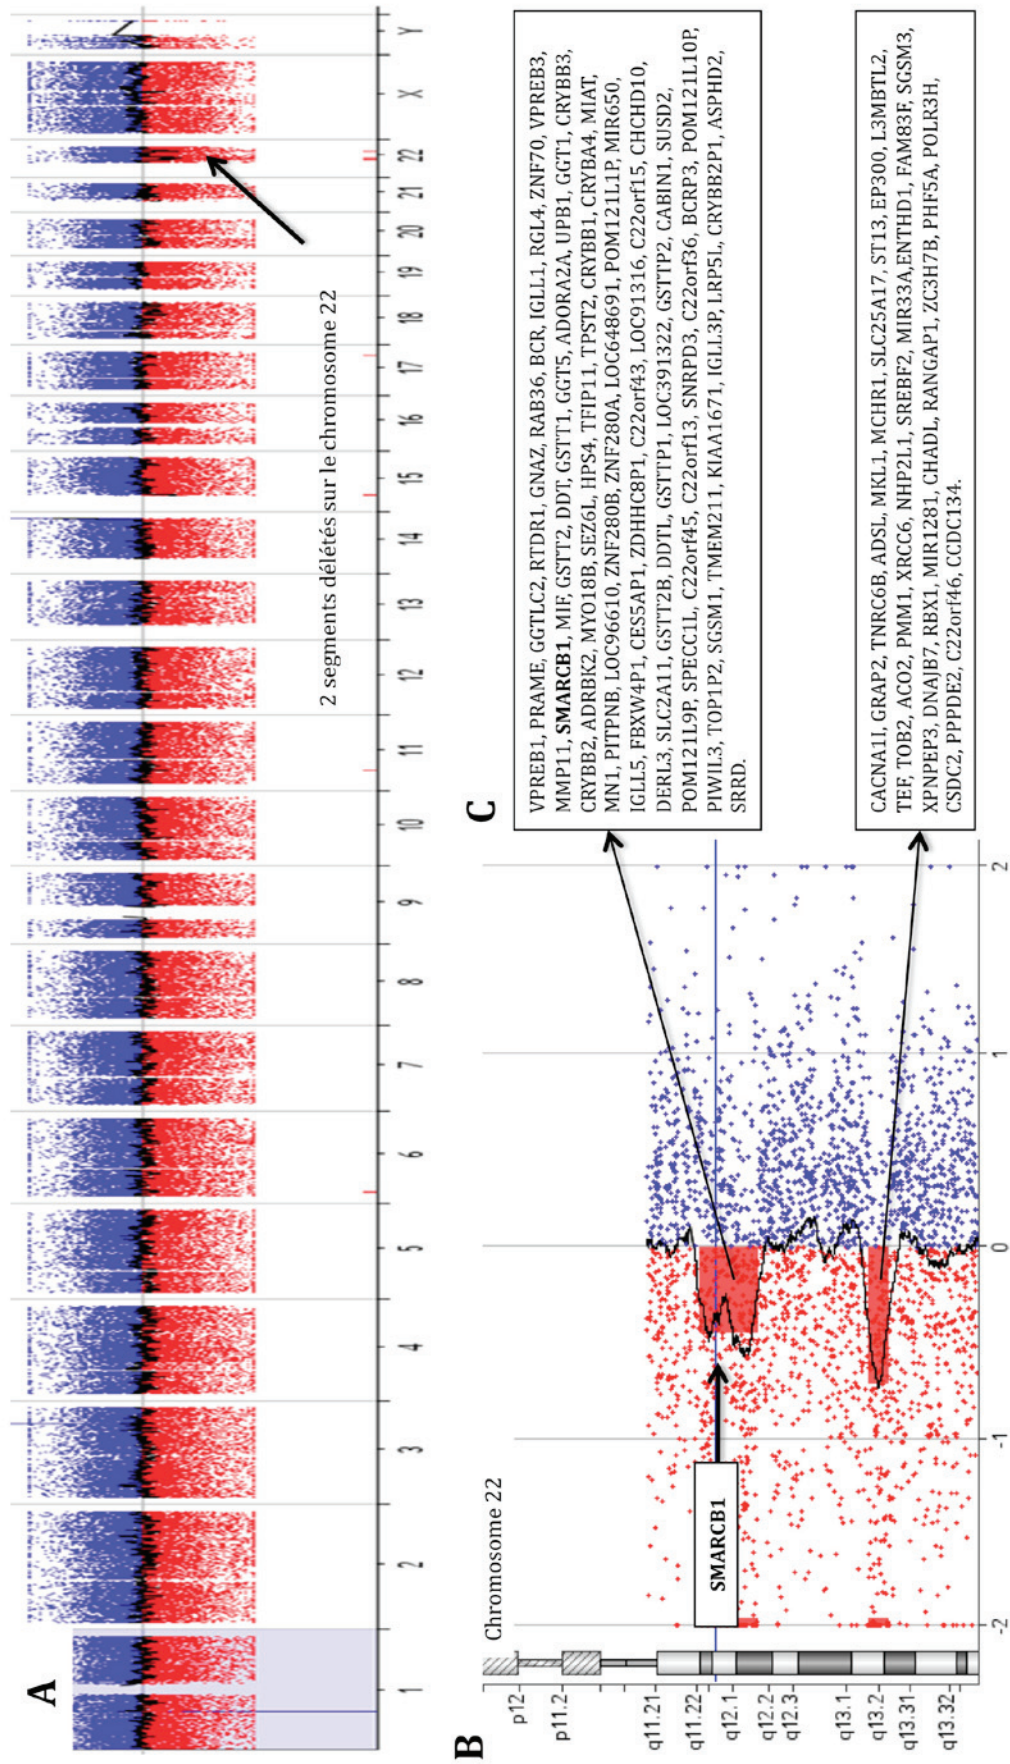 A
1 2 3 4 5 6 7 8 9 10 11 12 13 14 15 16 17 18 19 20 21 22 X Y
2 segments délétés sur le chromosome 22
B
Chromosome 22
p12
p11.2
q11.21
q11.22
q12.1
q12.2
q12.3
q13.1
q13.2
q13.31
q13.32
SMARCB1
-2 -1 0 1 2
C
VPREB1, PRAME, GGTLC2, RTDR1, GNAZ, RAB36, BCR, IGLL1, RGL4, ZNF70, VPREB3,
MMP11, SMARCB1, MIF, GSTT2, DDT, GSTT1, GGT5, ADORA2A, UPB1, GGT1, CRYBB3,
CRYBB2, ADRBK2, MYO18B, SEZ6L, HPS4, TFIP11, TPST2, CRYBB1, CRYBA4, MIAT,
MN1, PITPNB, LOC96610, ZNF280B, ZNF280A, LOC648691, POM121L1P, MIR650,
IGLL5, FBXW4P1, CES5AP1, ZDHHC8P1, C22orf43, LOC91316, C22orf15, CHCHD10,
DERL3, SLC2A11, GSTT2B, DDTL, GSTTP1, LOC391322, GSTTP2, CABIN1, SUSD2,
POM121L9P, SPECC1L, C22orf45, C22orf13, SNRPD3, C22orf36, BCRP3, POM121L10P,
PIWIL3, TOP1P2, SGSM1, TMEM211, KIAA1671, IGLL3P, LRP5L, CRYBB2P1, ASPHD2,
SRRD.
CACNA1I, GRAP2, TNRC6B, ADSL, MKL1, MCHR1, SLC25A17, ST13, EP300, L3MBTL2,
TEF, TOB2, ACO2, PMM1, XRCC6, NHP2L1, SREBF2, MIR33A,ENTHD1, FAM83F, SGSM3,
XPNPEP3, DNAJB7, RBX1, MIR1281, CHADL, RANGAP1, ZC3H7B, PHF5A, POLR3H,
CSDC2, PPPDE2, C22orf46, CCDC134.